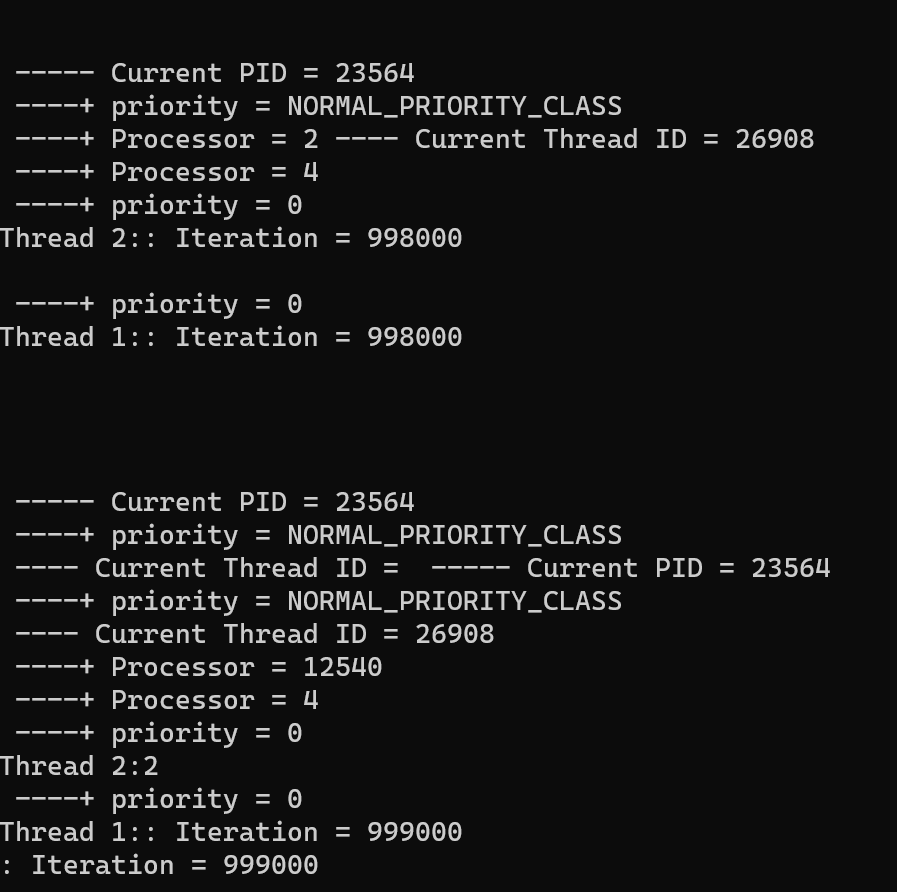 ----- Current PID = 23564
----+ priority = NORMAL_PRIORITY_CLASS
----+ Processor = 2 ---- Current Thread ID = 26908
----+ Processor = 4
----+ priority = 0
Thread 2:: Iteration = 998000
----+ priority = 0
Thread 1:: Iteration = 998000
----- Current PID = 23564
----+ priority = NORMAL_PRIORITY_CLASS
---- Current Thread ID =  ----- Current PID = 23564
----+ priority = NORMAL_PRIORITY_CLASS
---- Current Thread ID = 26908
----+ Processor = 12540
----+ Processor = 4
----+ priority = 0
Thread 2:2
----+ priority = 0
Thread 1:: Iteration = 999000
: Iteration = 999000